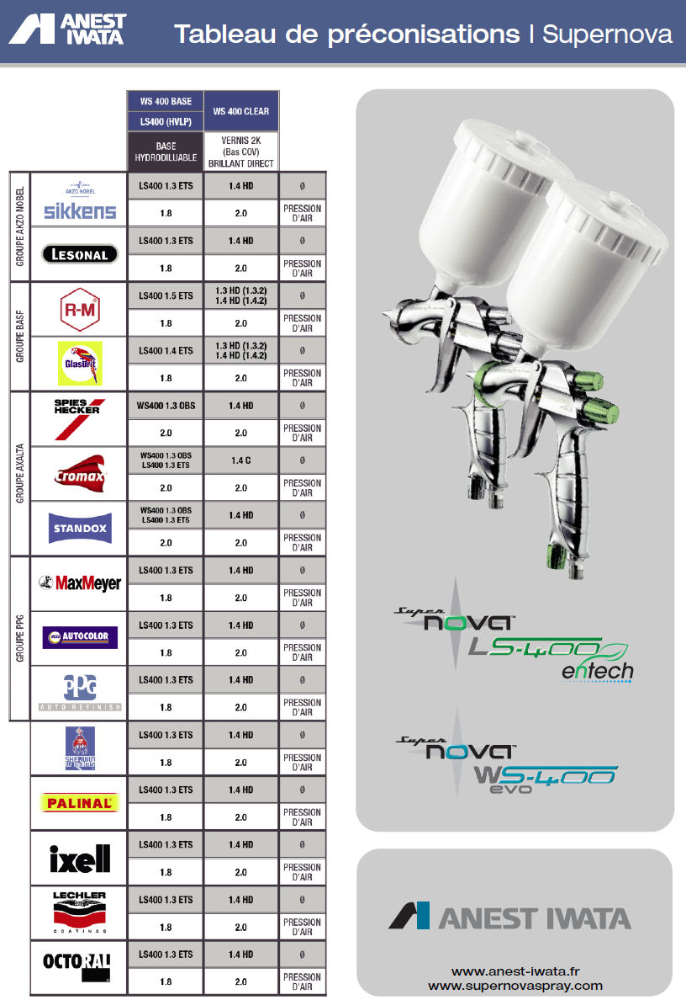 ANEST
IWATA
Tableau de préconisations | Supernova
WS 400 BASE
LS400 (HVLP)
WS 400 CLEAR
BASE
HYDRODILUABLE
VERNIS 2K
(Bas COV)
BRILLANT DIRECT
GROUPE AKZO NOBEL
AKZO NOBEL
sikkens
LS400 1.3 ETS 1.4 HD Ø
1.8 2.0 PRESSION
D'AIR
LESONAL
LS400 1.3 ETS 1.4 HD Ø
1.8 2.0 PRESSION
D'AIR
GROUPE BASF
R-M®
LS400 1.5 ETS 1.3 HD (1.3.2)
1.4 HD (1.4.2) Ø
1.8 2.0 PRESSION
D'AIR
Glasurit
LS400 1.4 ETS 1.3 HD (1.3.2)
1.4 HD (1.4.2) Ø
1.8 2.0 PRESSION
D'AIR
GROUPE AXALTA
SPIES
HECKER
WS400 1.3 OBS 1.4 HD Ø
2.0 2.0 PRESSION
D'AIR
Cromax
WS400 1.3 OBS
LS400 1.3 ETS 1.4 C Ø
2.0 2.0 PRESSION
D'AIR
STANDOX
WS400 1.3 OBS
LS400 1.3 ETS 1.4 HD Ø
2.0 2.0 PRESSION
D'AIR
GROUPE PPG
MaxMeyer
LS400 1.3 ETS 1.4 HD Ø
1.8 2.0 PRESSION
D'AIR
AUTOCOLOR
LS400 1.3 ETS 1.4 HD Ø
1.8 2.0 PRESSION
D'AIR
PPG
AUTO REFINISH
LS400 1.3 ETS 1.4 HD Ø
1.8 2.0 PRESSION
D'AIR
SHERWIN
Williams
LS400 1.3 ETS 1.4 HD Ø
1.8 2.0 PRESSION
D'AIR
PALINAL®
LS400 1.3 ETS 1.4 HD Ø
1.8 2.0 PRESSION
D'AIR
ixell
LS400 1.3 ETS 1.4 HD Ø
1.8 2.0 PRESSION
D'AIR
LECHLER
COATINGS
LS400 1.3 ETS 1.4 HD Ø
1.8 2.0 PRESSION
D'AIR
OCTORAL
LS400 1.3 ETS 1.4 HD Ø
1.8 2.0 PRESSION
D'AIR
Super
nova™
LS-400
entech
Super
nova™
WS-400
evo
ANEST IWATA
www.anest-iwata.fr
www.supernovaspray.com